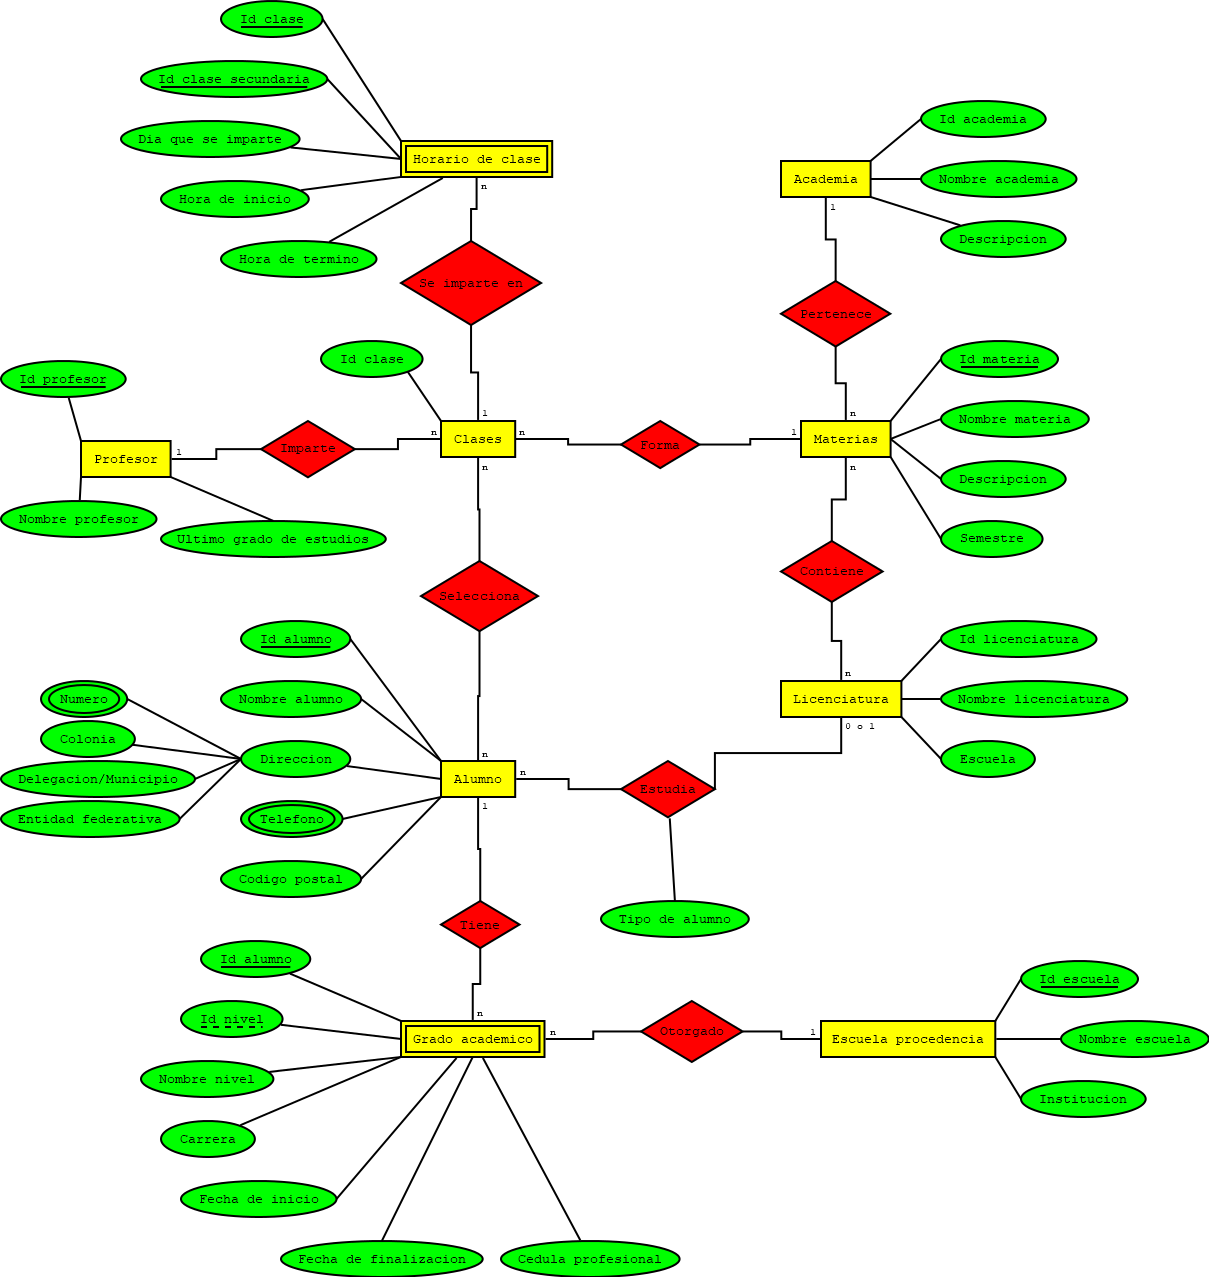 Id clase
Id clase secundaria
Dia que se imparte
Hora de inicio
Hora de termino
Horario de clase
n
Se imparte en
1
Id academia
Nombre academia
Descripcion
Academia
1
Pertenece
n
Id clase
Id profesor
Profesor
1
Imparte
n
Clases
n
Forma
1
Materias
Id materia
Nombre materia
Descripcion
Semestre
Nombre profesor
Ultimo grado de estudios
n
Selecciona
n
n
Contiene
n
Licenciatura
Id licenciatura
Nombre licenciatura
Escuela
0 o 1
Id alumno
Nombre alumno
Numero
Colonia
Delegacion/Municipio
Entidad federativa
Direccion
Telefono
Codigo postal
Alumno
n
Estudia
Tipo de alumno
1
Tiene
n
Id alumno
Id nivel
Nombre nivel
Carrera
Fecha de inicio
Fecha de finalizacion
Cedula profesional
Grado academico
n
Otorgado
1
Escuela procedencia
Id escuela
Nombre escuela
Institucion